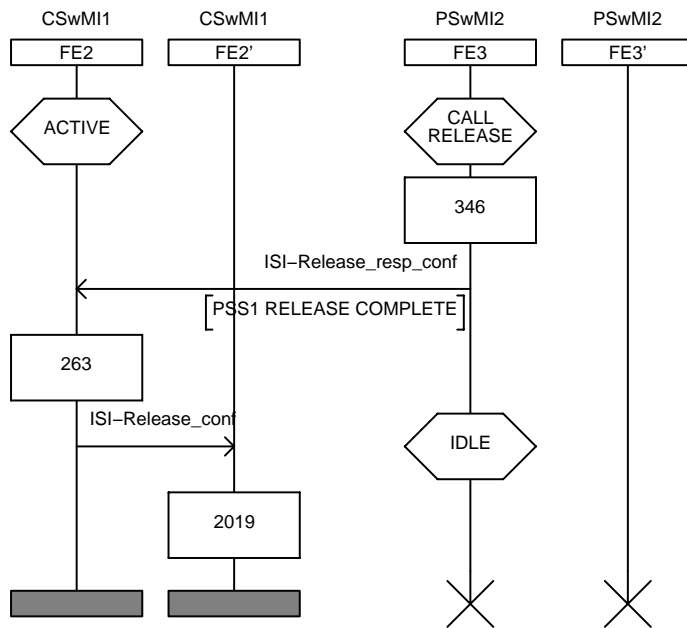 CSwMI1 CSwMI1 PSwMI2 PSwMI2
FE2 FE2' FE3 FE3'
ACTIVE
CALL
RELEASE
346
ISI–Release_resp_conf
PSS1 RELEASE COMPLETE
263
ISI–Release_conf
IDLE
2019